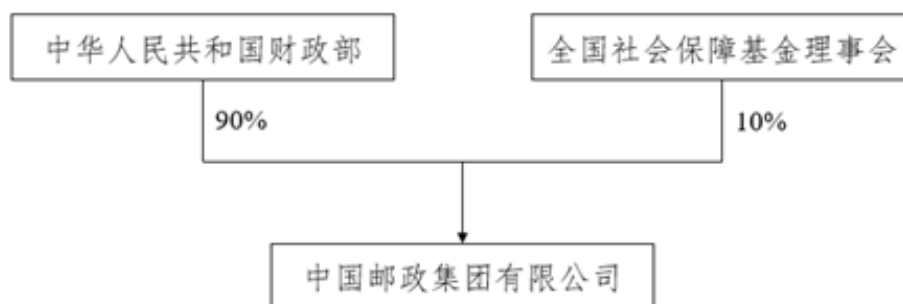 中华人民共和国财政部
全国社会保障基金理事会
90%
10%
中国邮政集团有限公司